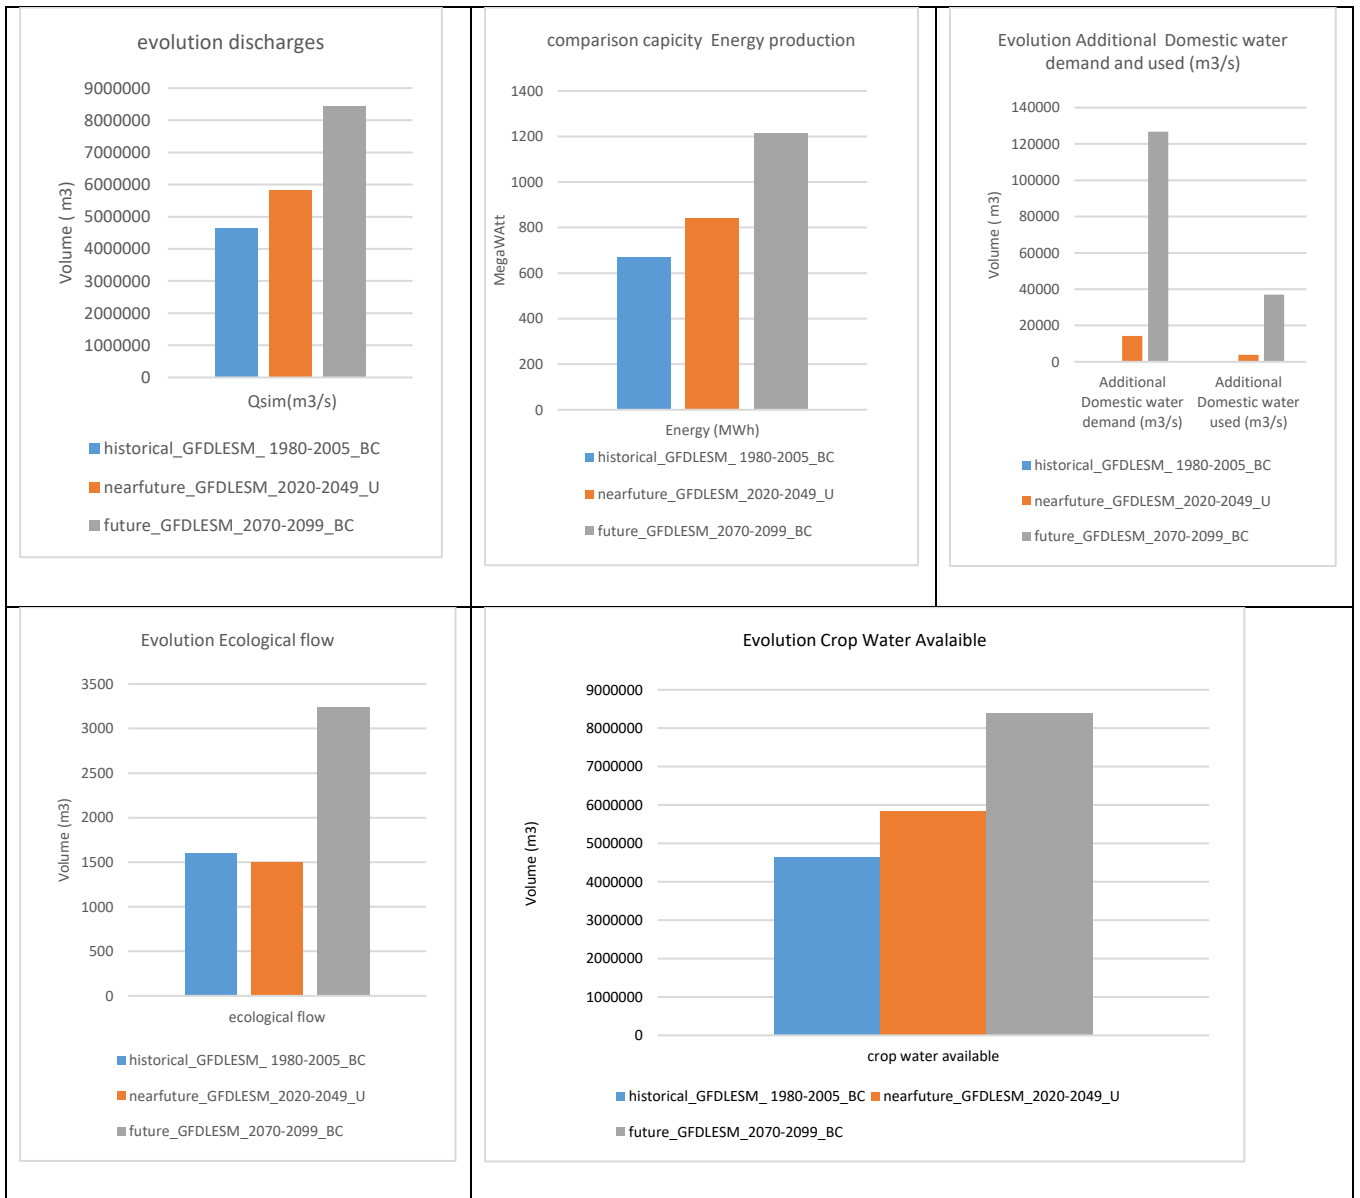 evolution discharges
Volume ( m3)
9000000
8000000
7000000
6000000
5000000
4000000
3000000
2000000
1000000
0
Qsim(m3/s)
historical_GFDLESM_ 1980-2005_BC
nearfuture_GFDLESM_2020-2049_U
future_GFDLESM_2070-2099_BC
comparison capicity Energy production
MegaWAtt
1400
1200
1000
800
600
400
200
0
Energy (MWh)
historical_GFDLESM_ 1980-2005_BC
nearfuture_GFDLESM_2020-2049_U
future_GFDLESM_2070-2099_BC
Evolution Additional Domestic water
demand and used (m3/s)
Volume ( m3)
140000
120000
100000
80000
60000
40000
20000
0
Additional
Domestic water
demand (m3/s)
Additional
Domestic water
used (m3/s)
historical_GFDLESM_ 1980-2005_BC
nearfuture_GFDLESM_2020-2049_U
future_GFDLESM_2070-2099_BC
Evolution Ecological flow
Volume (m3)
3500
3000
2500
2000
1500
1000
500
0
ecological flow
historical_GFDLESM_ 1980-2005_BC
nearfuture_GFDLESM_2020-2049_U
future_GFDLESM_2070-2099_BC
Evolution Crop Water Avalaible
Volume (m3)
9000000
8000000
7000000
6000000
5000000
4000000
3000000
2000000
1000000
0
crop water available
historical_GFDLESM_ 1980-2005_BC nearfuture_GFDLESM_2020-2049_U
future_GFDLESM_2070-2099_BC